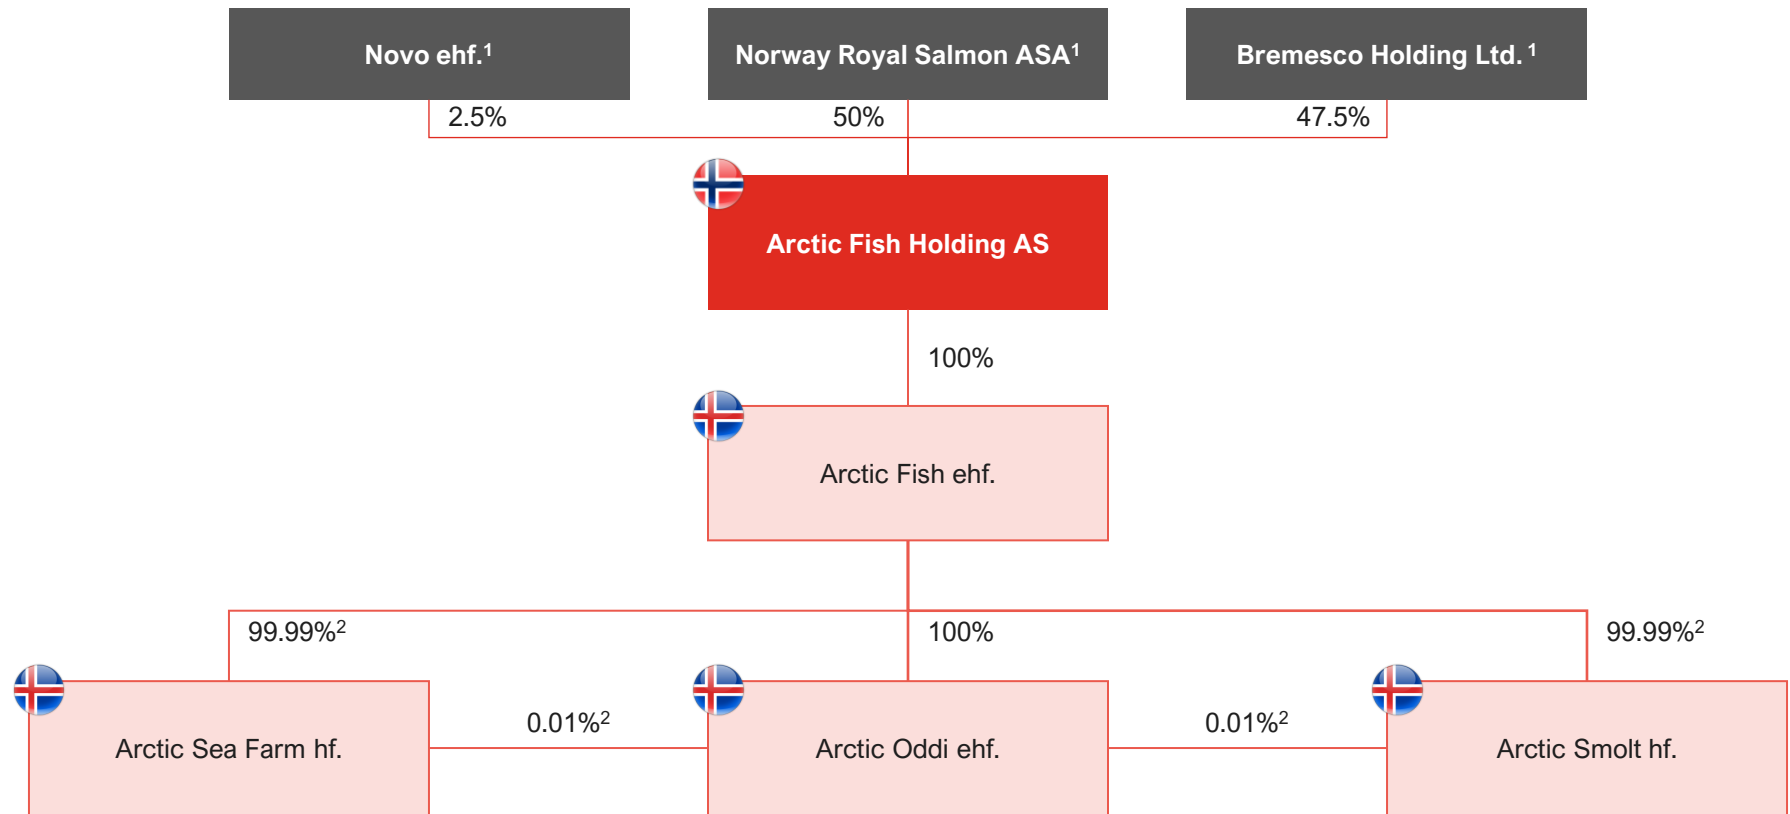 Novo ehf.¹
Norway Royal Salmon ASA¹
Bremesco Holding Ltd. ¹
2.5%
50%
47.5%
Arctic Fish Holding AS
100%
Arctic Fish ehf.
99.99%²
100%
99.99%²
0.01%²
0.01%²
Arctic Sea Farm hf.
Arctic Oddi ehf.
Arctic Smolt hf.